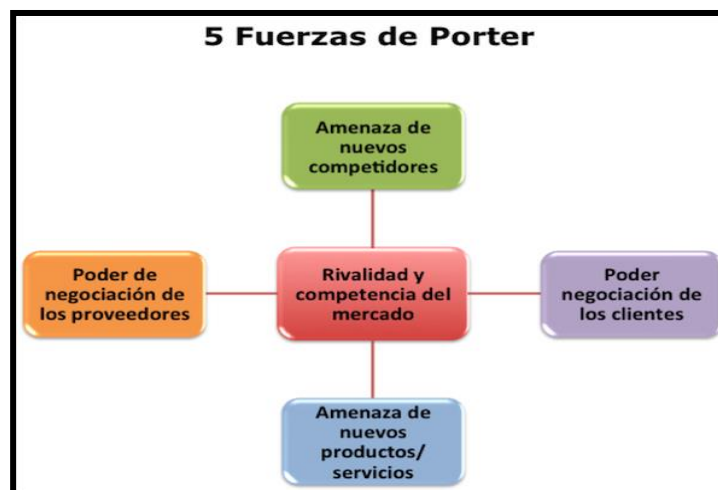 5 Fuerzas de Porter
Amenaza de
nuevos
competidores
Poder de
negociación de
los proveedores
Rivalidad y
competencia del
mercado
Poder
negociación de
los clientes
Amenaza de
nuevos
productos/
servicios